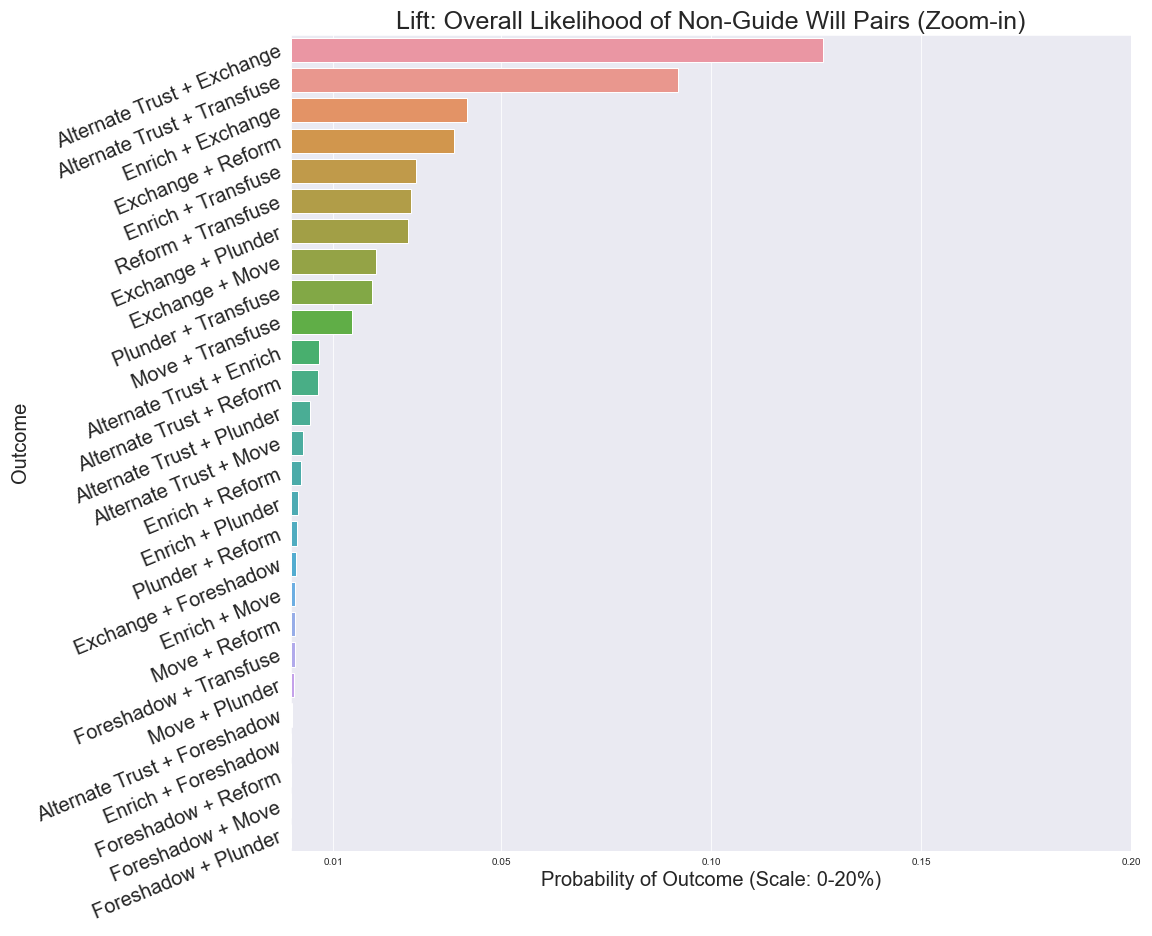 Lift: Overall Likelihood of Non-Guide Will Pairs (Zoom-in)
Outcome
Alternate Trust + Exchange
Alternate Trust + Transfuse
Enrich + Exchange
Exchange + Reform
Enrich + Transfuse
Reform + Transfuse
Exchange + Plunder
Exchange + Move
Plunder + Transfuse
Move + Transfuse
Alternate Trust + Enrich
Alternate Trust + Reform
Alternate Trust + Plunder
Alternate Trust + Move
Enrich + Reform
Enrich + Plunder
Plunder + Reform
Exchange + Foreshadow
Enrich + Move
Move + Reform
Foreshadow + Transfuse
Move + Plunder
Alternate Trust + Foreshadow
Enrich + Foreshadow
Foreshadow + Reform
Foreshadow + Move
Foreshadow + Plunder
0.01 0.05 0.10 0.15 0.20
Probability of Outcome (Scale: 0-20%)